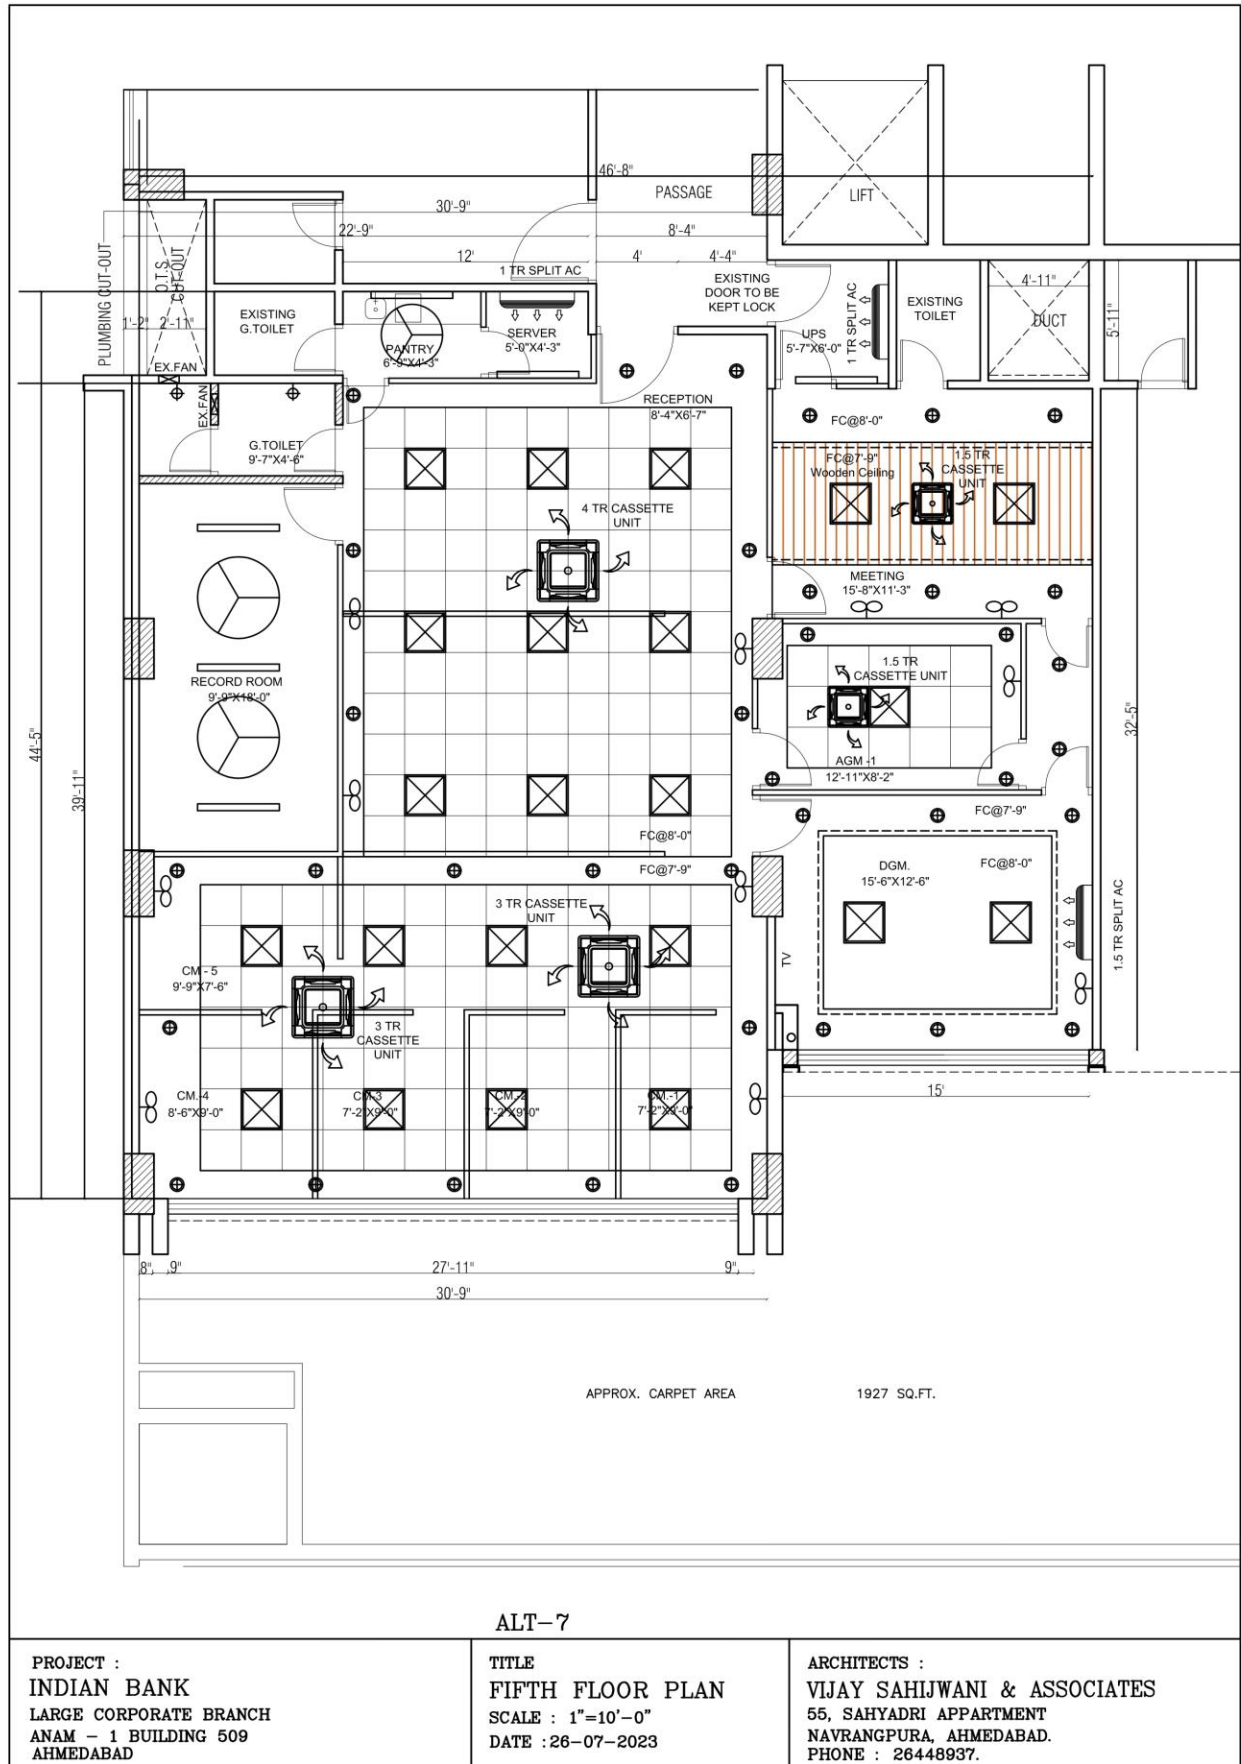 46'-8"
PASSAGE
LIFT
30'-9"
22'-9"
8'-4"
12'
4'
4'-4"
PLUMBING CUT-OUT
O.T.S
CUT-OUT
1 TR SPLIT AC
EXISTING
DOOR TO BE
KEPT LOCK
1 TR SPLIT AC
EXISTING
TOILET
4'-11"
DUCT
5'-11"
1'-2"
2'-11"
EXISTING
G.TOILET
PANTRY
6'-9"X4'-3"
SERVER
5'-0"X4'-3"
UPS
5'-7"X6'-0"
EX.FAN
EX.FAN
RECEPTION
8'-4"X6'-7"
G.TOILET
9'-7"X4'-6"
FC@8'-0"
FC@7'-9"
Wooden Ceiling
1.5 TR
CASSETTE
UNIT
4 TR CASSETTE
UNIT
MEETING
15'-8"X11'-3"
RECORD ROOM
9'-9"X18'-0"
1.5 TR
CASSETTE UNIT
44'-5"
39'-11"
32'-5"
AGM -1
12'-11"X8'-2"
FC@8'-0"
FC@7'-9"
FC@7'-9"
DGM.
15'-6"X12'-6"
FC@8'-0"
1.5 TR SPLIT AC
TV
3 TR CASSETTE
UNIT
CM - 5
9'-9"X7'-6"
3 TR
CASSETTE
UNIT
CM.-4
8'-6"X9'-0"
CM-3
7'-2"X9'-0"
CM.-2
7'-2"X9'-0"
CM.-1
7'-2"X9'-0"
15'
8"
9"
27'-11"
9"
30'-9"
APPROX. CARPET AREA 1927 SQ.FT.
ALT-7
PROJECT :
INDIAN BANK
LARGE CORPORATE BRANCH
ANAM - 1 BUILDING 509
AHMEDABAD
TITLE
FIFTH FLOOR PLAN
SCALE : 1"=10'-0"
DATE :26-07-2023
ARCHITECTS :
VIJAY SAHIJWANI & ASSOCIATES
55, SAHYADRI APPARTMENT
NAVRANGPURA, AHMEDABAD.
PHONE : 26448937.